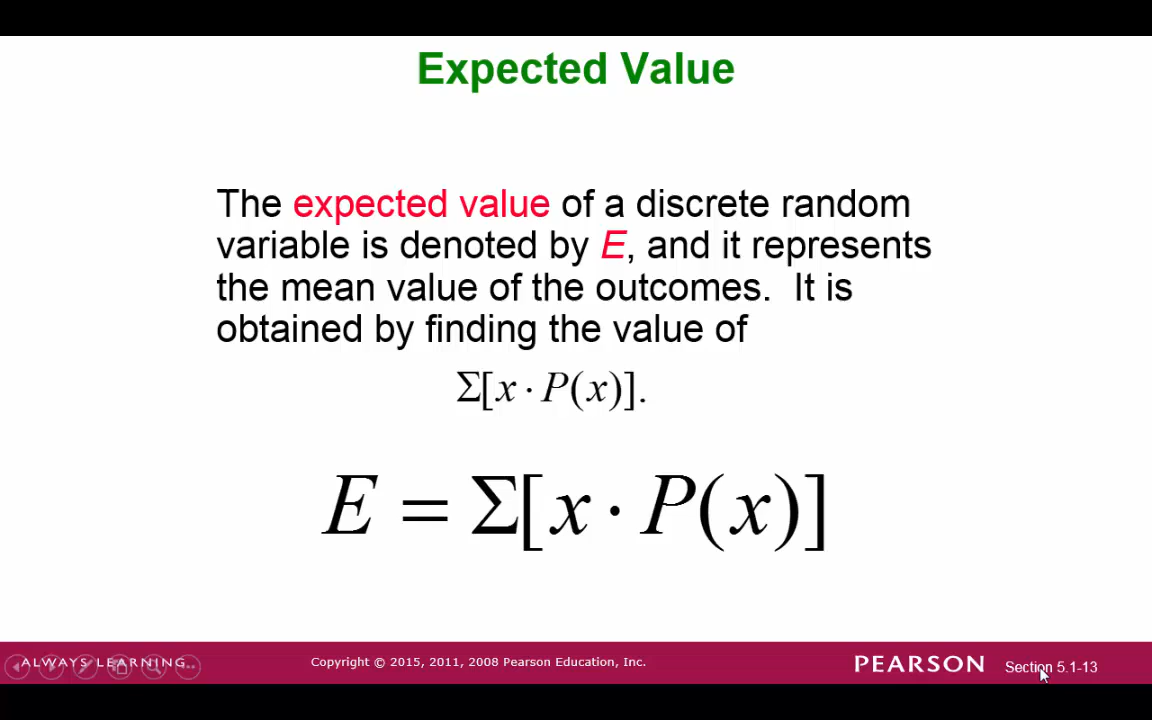 Expected Value
The expected value of a discrete random
variable is denoted by E, and it represents
the mean value of the outcomes.  It is
obtained by finding the value of
Σ[x · P(x)].
E = Σ[x · P(x)]
ALWAYS LEARNING
Copyright © 2015, 2011, 2008 Pearson Education, Inc.
PEARSON
Section 5.1-13